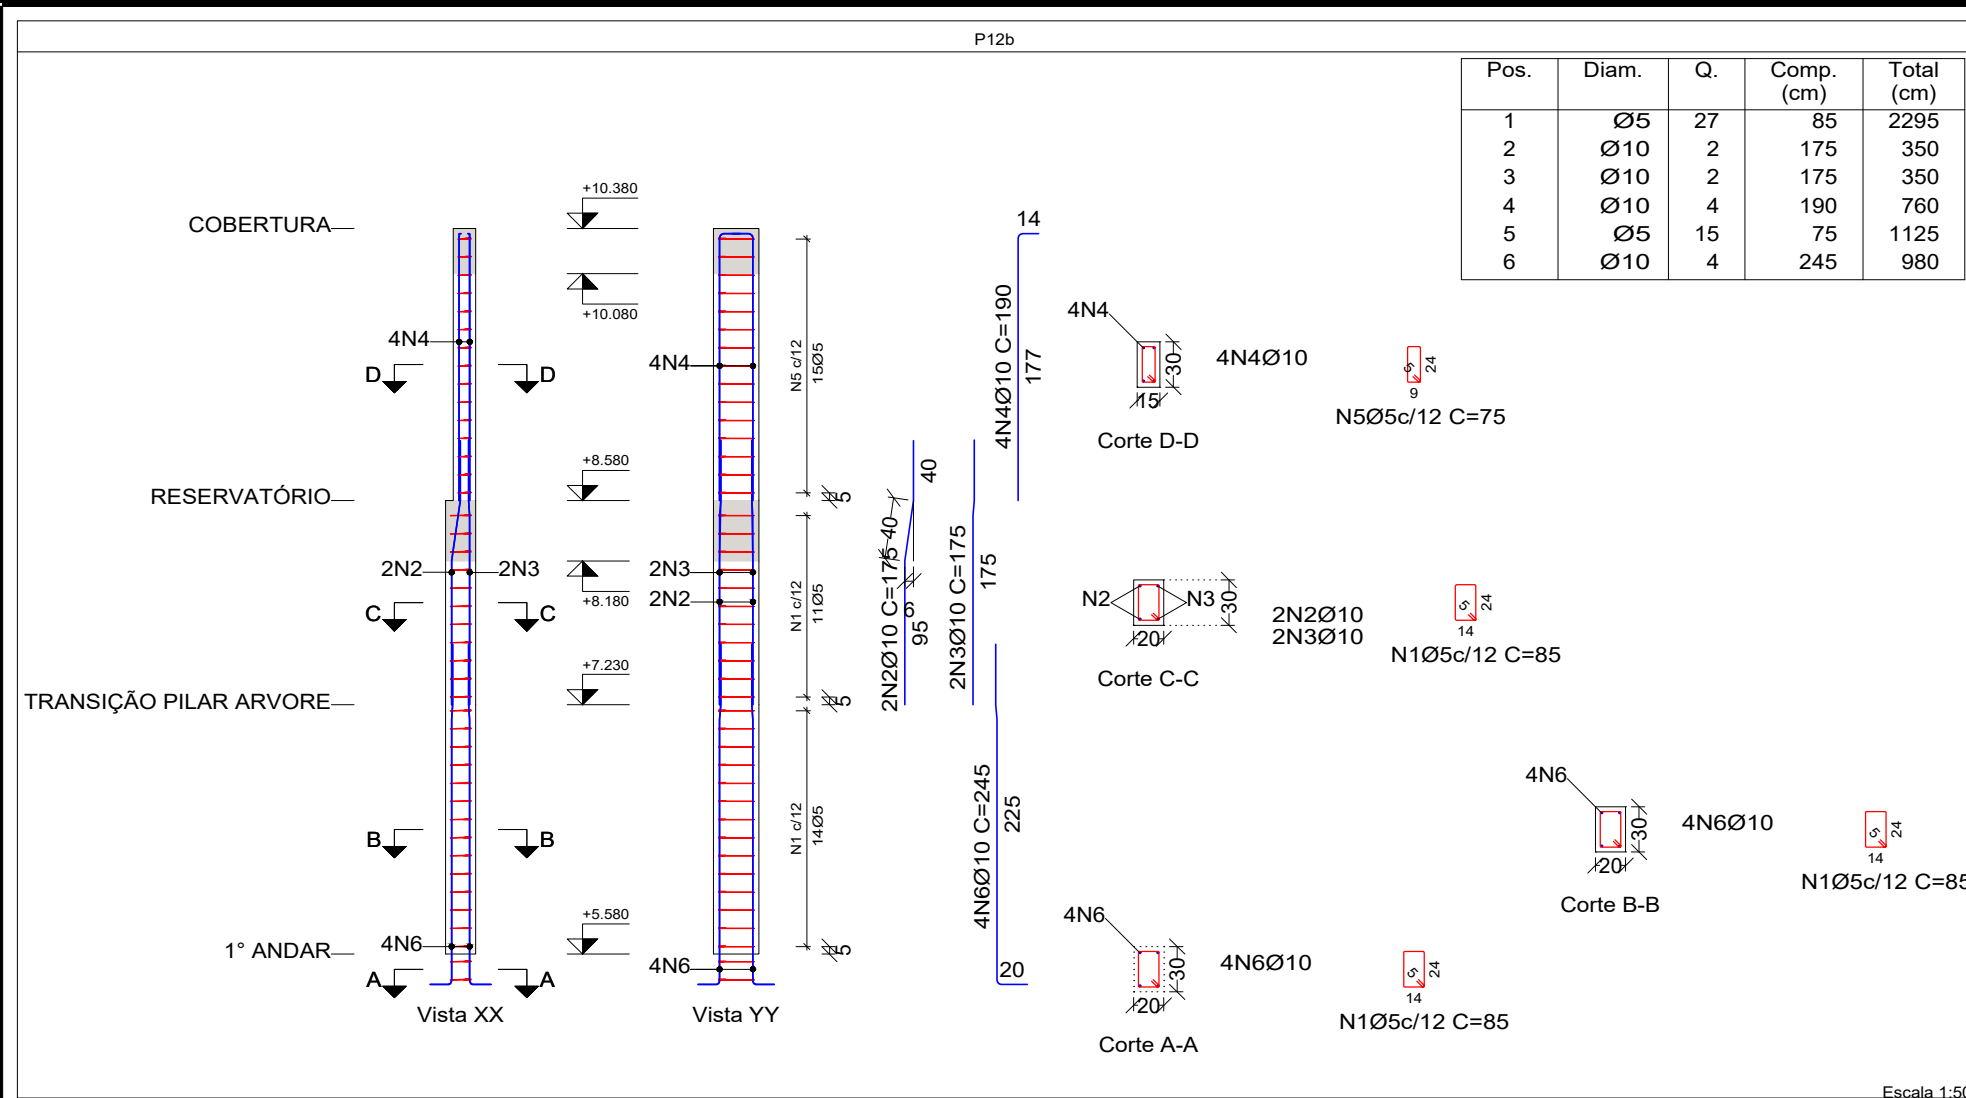 P12b
Pos. Diam. Q. Comp. (cm) Total (cm)
1 Ø5 27 85 2295
2 Ø10 2 175 350
3 Ø10 2 175 350
4 Ø10 4 190 760
5 Ø5 15 75 1125
6 Ø10 4 245 980
COBERTURA
RESERVATÓRIO
TRANSIÇÃO PILAR ARVORE
1° ANDAR
4N4
D D
2N2 2N3
C C
B B
4N6
A A
Vista XX
+10.380
+10.080
+8.580
+8.180
+7.230
+5.580
4N4
2N3
2N2
4N6
Vista YY
N5 c/12
15Ø5
5
N1 c/12
11Ø5
5
N1 c/12
14Ø5
5
2N2Ø10 C=175
40
40
6
95
2N3Ø10 C=175
175
14
4N4Ø10 C=190
177
4N6Ø10 C=245
225
20
4N4
30
15
4N4Ø10
Corte D-D
5
24
9
N5Ø5c/12 C=75
N2 N3
30
20
2N2Ø10
2N3Ø10
Corte C-C
5
24
14
N1Ø5c/12 C=85
4N6
30
20
4N6Ø10
Corte B-B
5
24
14
N1Ø5c/12 C=85
4N6
30
20
4N6Ø10
Corte A-A
5
24
14
N1Ø5c/12 C=85
Escala 1:50